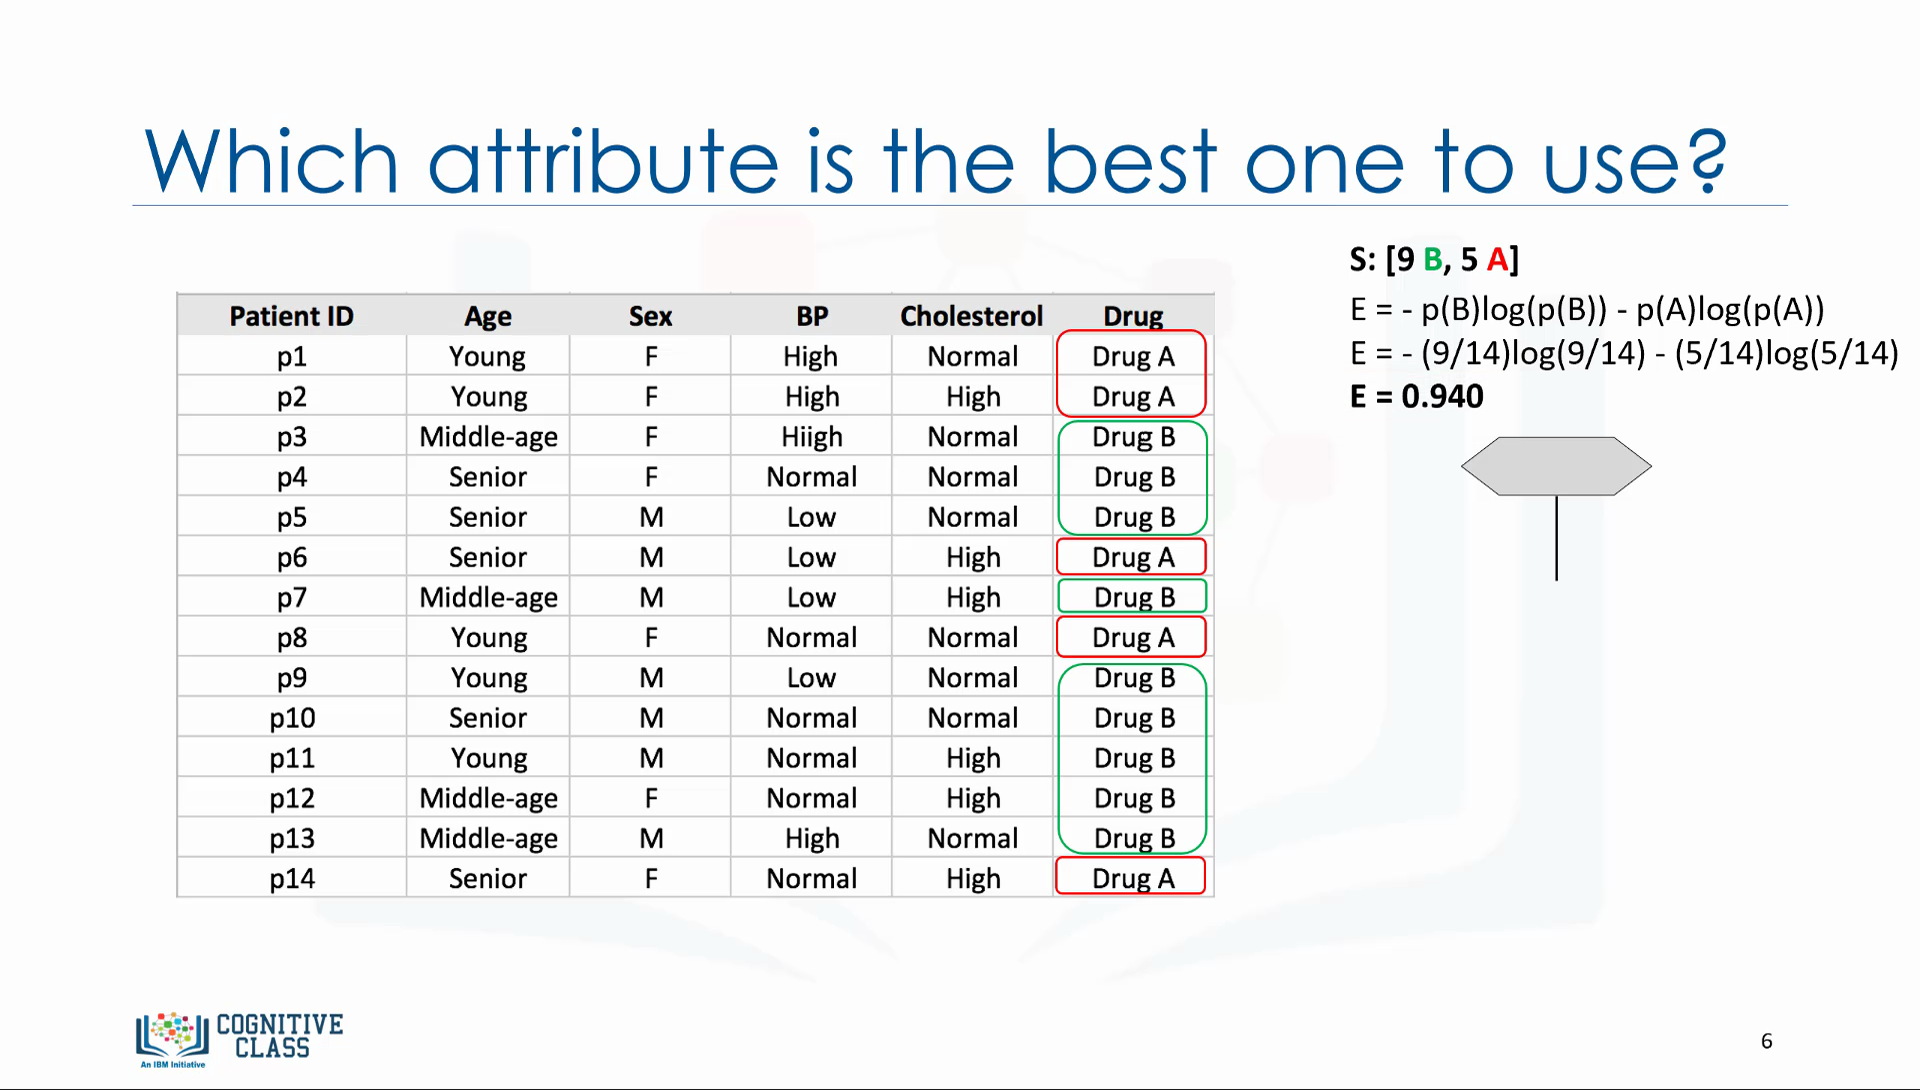 Which attribute is the best one to use?
S: [9 B, 5 A]
E = - p(B)log(p(B)) - p(A)log(p(A))
E = - (9/14)log(9/14) - (5/14)log(5/14)
E = 0.940
Patient ID Age Sex BP Cholesterol Drug
p1 Young F High Normal Drug A
p2 Young F High High Drug A
p3 Middle-age F Hiigh Normal Drug B
p4 Senior F Normal Normal Drug B
p5 Senior M Low Normal Drug B
p6 Senior M Low High Drug A
p7 Middle-age M Low High Drug B
p8 Young F Normal Normal Drug A
p9 Young M Low Normal Drug B
p10 Senior M Normal Normal Drug B
p11 Young M Normal High Drug B
p12 Middle-age F Normal High Drug B
p13 Middle-age M High Normal Drug B
p14 Senior F Normal High Drug A
COGNITIVE
CLASS
An IBM Initiative
6